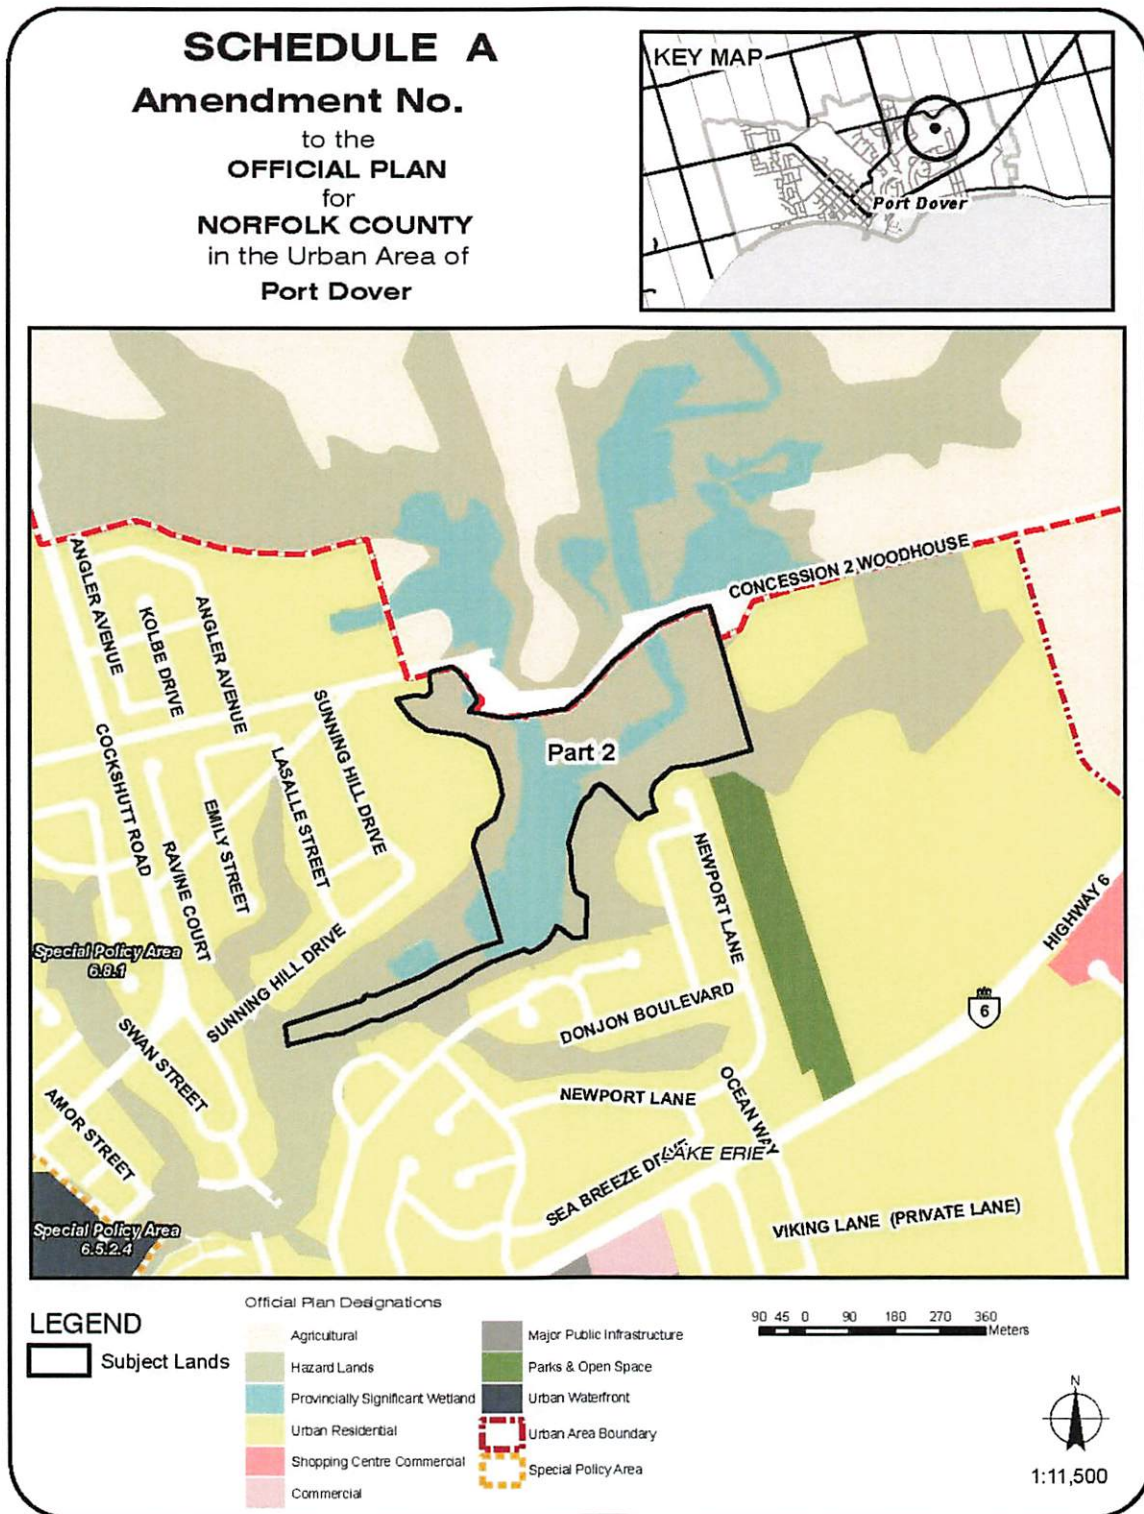 SCHEDULE A
Amendment No.
to the
OFFICIAL PLAN
for
NORFOLK COUNTY
in the Urban Area of
Port Dover
KEY MAP
Port Dover
CONCESSION 2 WOODHOUSE
ANGLER AVENUE
KOLBE DRIVE
ANGLER AVENUE
SUNNING HILL DRIVE
COCKSHUTT ROAD
LASALLE STREET
EMILY STREET
RAVINE COURT
Part 2
NEWPORT LANE
HIGHWAY 6
6
Special Policy Area
6.8.1
SUNNING HILL DRIVE
SWAN STREET
DONJON BOULEVARD
AMOR STREET
NEWPORT LANE
OCEAN WAY
LAKE ERIE
SEA BREEZE DRIVE
VIKING LANE (PRIVATE LANE)
Special Policy Area
6.5.2.4
LEGEND
Subject Lands
Official Plan Designations
Agricultural
Hazard Lands
Provincially Significant Wetland
Urban Residential
Shopping Centre Commercial
Commercial
Major Public Infrastructure
Parks & Open Space
Urban Waterfront
Urban Area Boundary
Special Policy Area
90 45 0 90 180 270 360
Meters
N
1:11,500